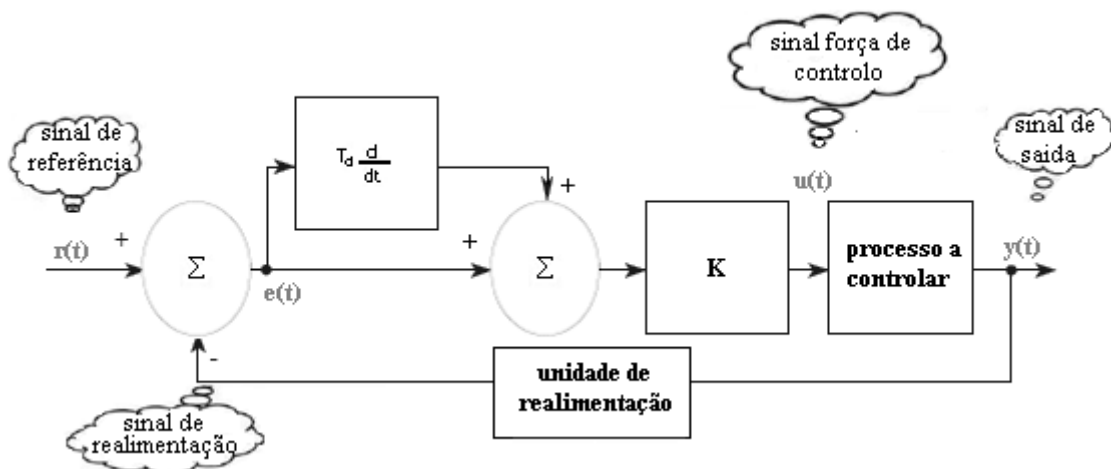 sinal força de
controlo
sinal de
referência
sinal de
saida
T_d d
dt
+
u(t)
r(t)
+
Σ
e(t)
+
Σ
K
processo a
controlar
y(t)
-
unidade de
realimentação
sinal de
realimentação